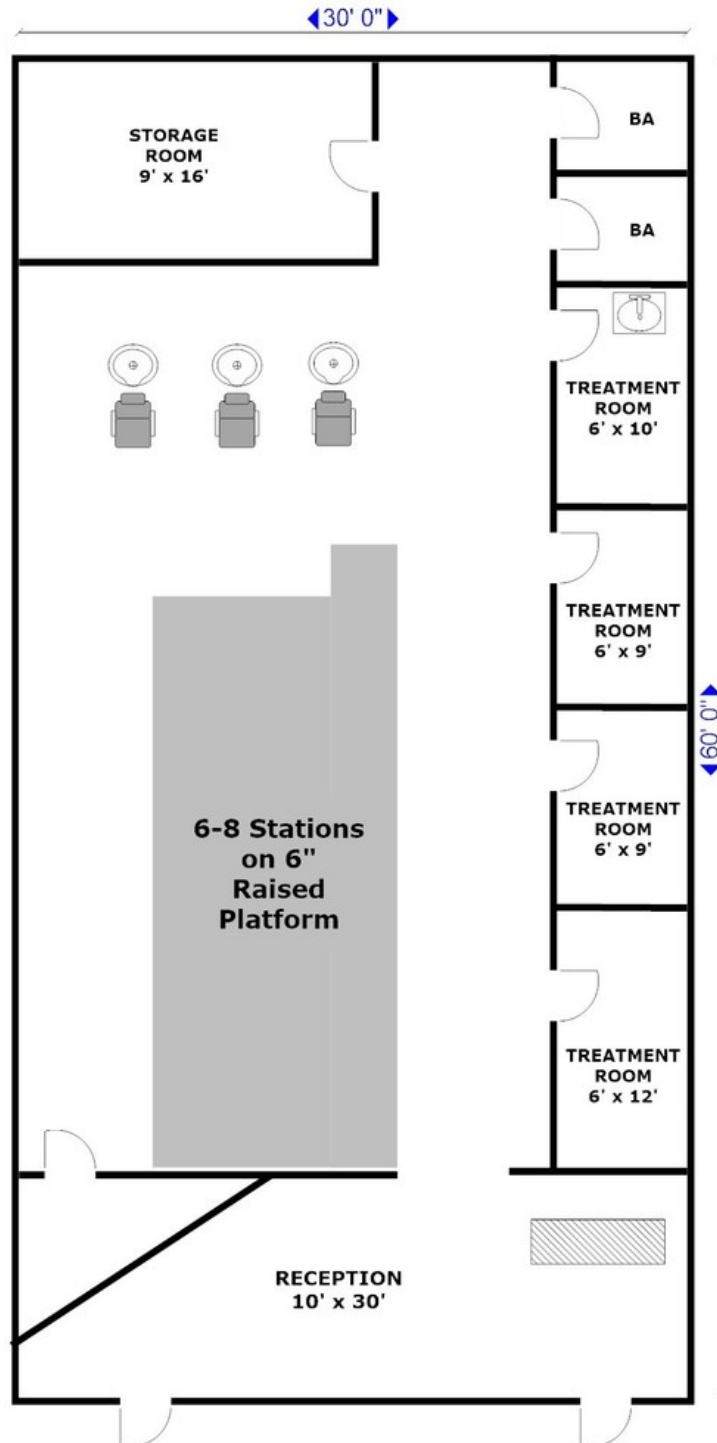 30' 0"
STORAGE
ROOM
9' x 16'
BA
BA
TREATMENT
ROOM
6' x 10'
TREATMENT
ROOM
6' x 9'
60' 0"
TREATMENT
ROOM
6' x 9'
6-8 Stations
on 6"
Raised
Platform
TREATMENT
ROOM
6' x 12'
RECEPTION
10' x 30'